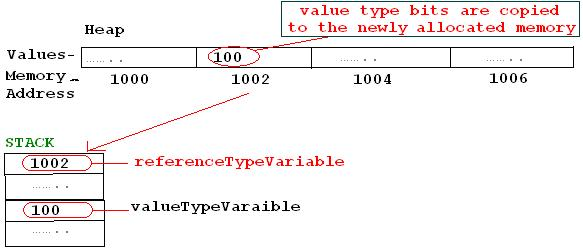 Heap
value type bits are copied
to the newly allocated memory
Values-
....... . . 100 ....... . . ....... . .
Memory-
1000 1002 1004 1006
Address
STACK
1002 referenceTypeVariable
....... . .
100 valueTypeVaraible
....... . .